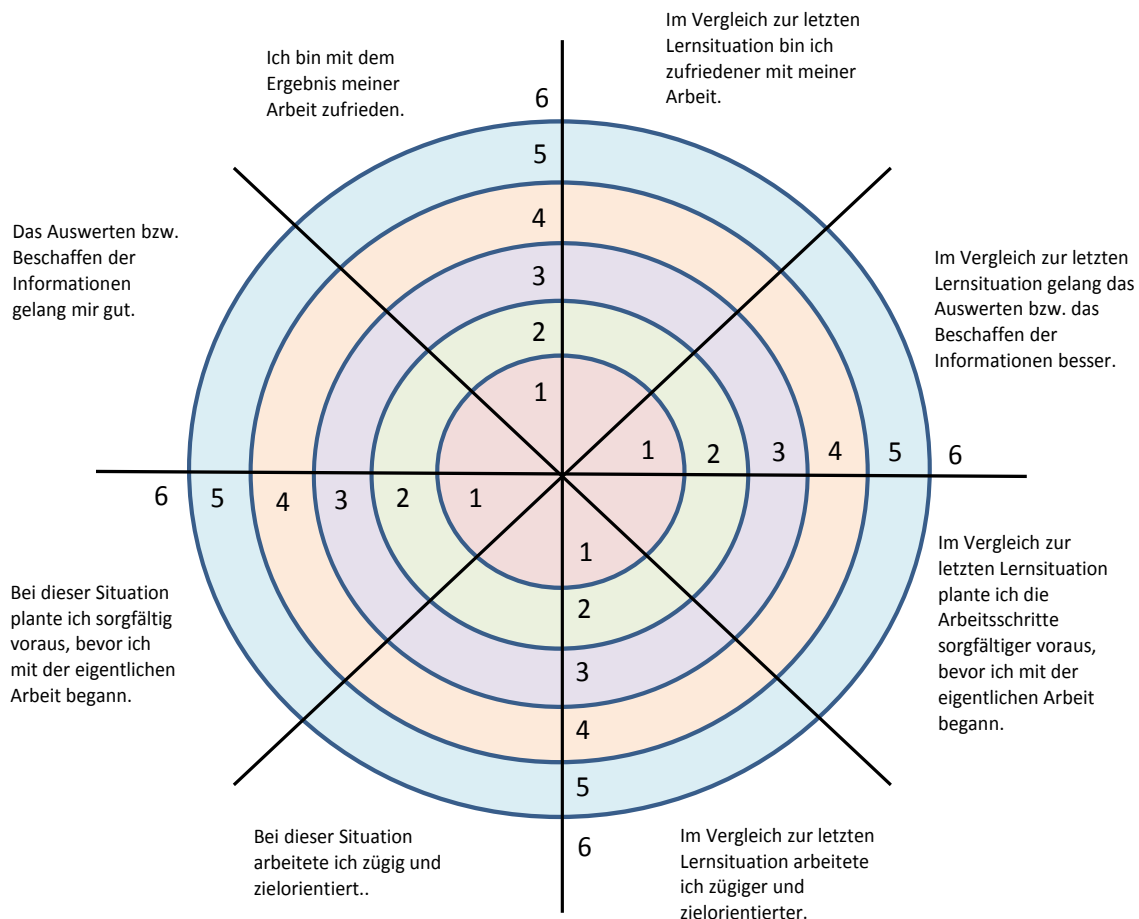 Im Vergleich zur letzten
Lernsituation bin ich
zufriedener mit meiner
Arbeit.
Ich bin mit dem
Ergebnis meiner
Arbeit zufrieden.
6
5
4
3
2
1
Das Auswerten bzw.
Beschaffen der
Informationen
gelang mir gut.
Im Vergleich zur letzten
Lernsituation gelang das
Auswerten bzw. das
Beschaffen der
Informationen besser.
1 2 3 4 5 6
6 5 4 3 2 1
Bei dieser Situation
plante ich sorgfältig
voraus, bevor ich
mit der eigentlichen
Arbeit begann.
Im Vergleich zur
letzten Lernsituation
plante ich die
Arbeitsschritte
sorgfältiger voraus,
bevor ich mit der
eigentlichen Arbeit
begann.
1
2
3
4
5
6
Bei dieser Situation
arbeitete ich zügig und
zielorientiert..
Im Vergleich zur letzten
Lernsituation arbeitete
ich zügiger und
zielorientierter.